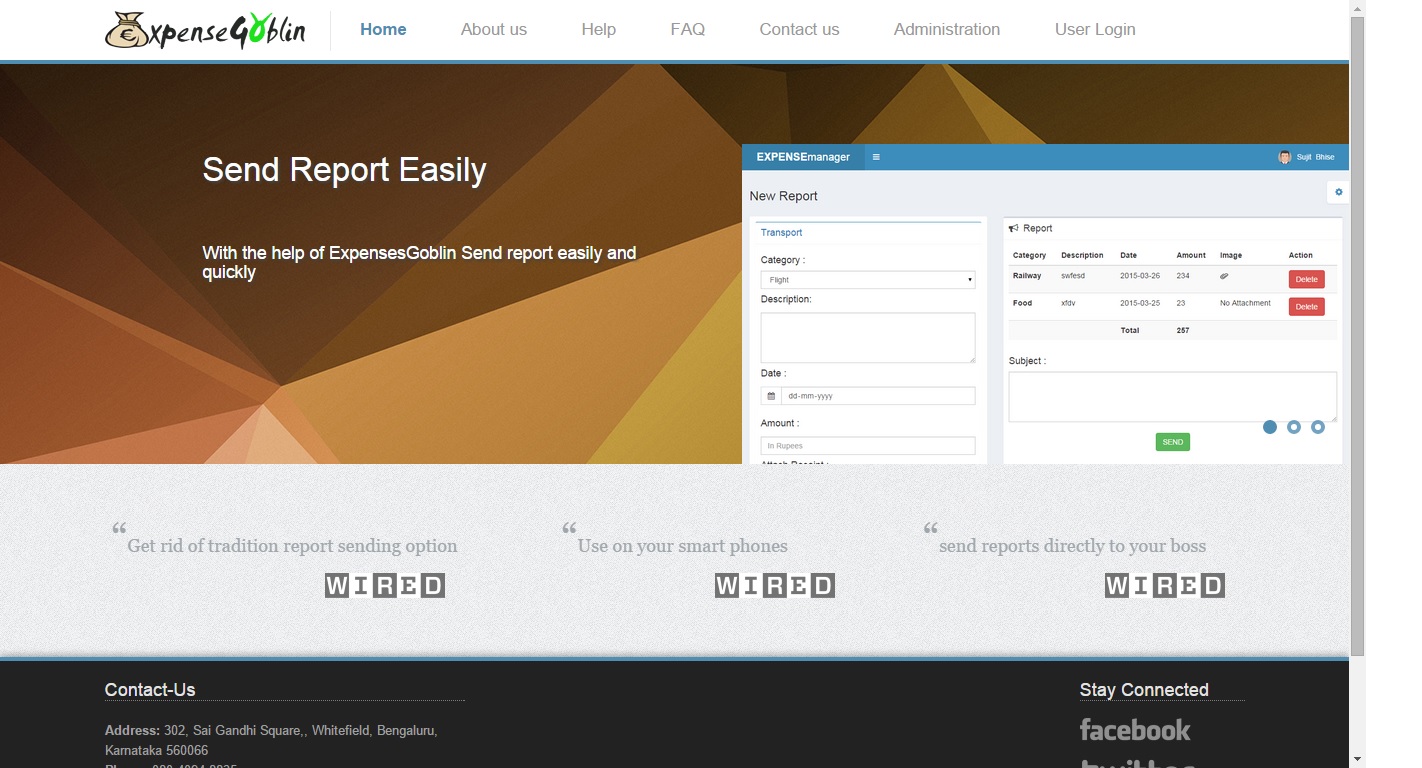 ExpenseGoblin
Home About us Help FAQ Contact us Administration User Login
Send Report Easily
With the help of ExpensesGoblin Send report easily and
quickly
EXPENSEmanager Sujit Bhise
New Report
Transport
Category :
Flight
Description:
Date :
dd-mm-yyyy
Amount :
In Rupees
Attach Receipt :
Report
Category Description Date Amount Image Action
Railway swfesd 2015-03-26 234 Delete
Food xfdv 2015-03-25 23 No Attachment Delete
Total 257
Subject :
SEND
“Get rid of tradition report sending option
WIRED
“Use on your smart phones
WIRED
“send reports directly to your boss
WIRED
Contact-Us
Address: 302, Sai Gandhi Square,, Whitefield, Bengaluru,
Karnataka 560066
Stay Connected
facebook